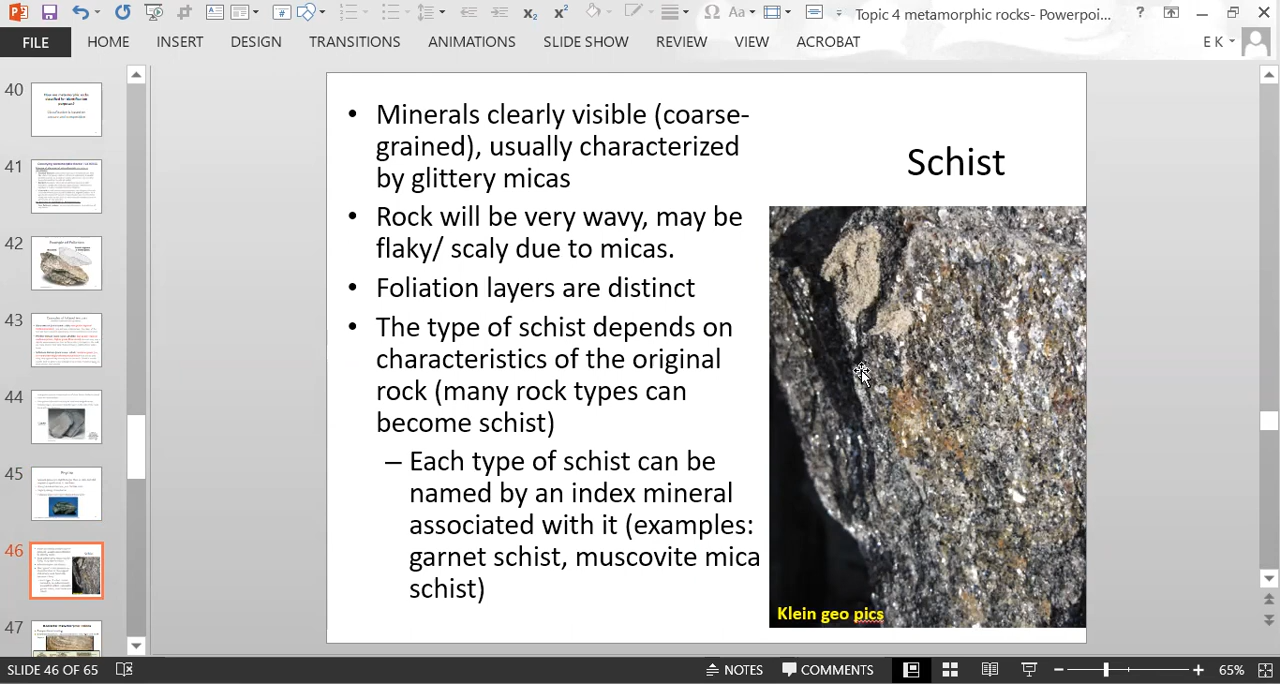 Topic 4 metamorphic rocks- Powerpoi...
FILE HOME INSERT DESIGN TRANSITIONS ANIMATIONS SLIDE SHOW REVIEW VIEW ACROBAT E K
40
41
42
43
44
45
46
47
• Minerals clearly visible (coarse-
grained), usually characterized
by glittery micas
• Rock will be very wavy, may be
flaky/ scaly due to micas.
• Foliation layers are distinct
• The type of schist depends on
characteristics of the original
rock (many rock types can
become schist)
– Each type of schist can be
named by an index mineral
associated with it (examples:
garnet schist, muscovite mica
schist)
Schist
Klein geo pics
SLIDE 46 OF 65 NOTES COMMENTS 65%